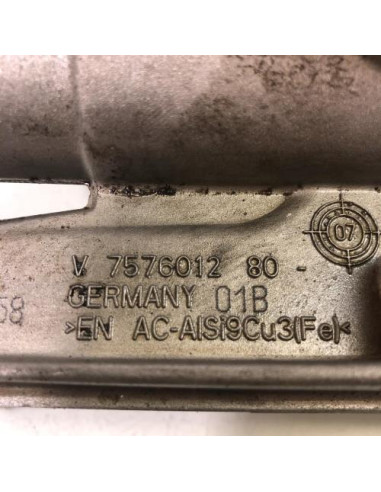 07
V 7576012 80 -
GERMANY 01B
58
>EN AC-AlSi9Cu3(Fe)<